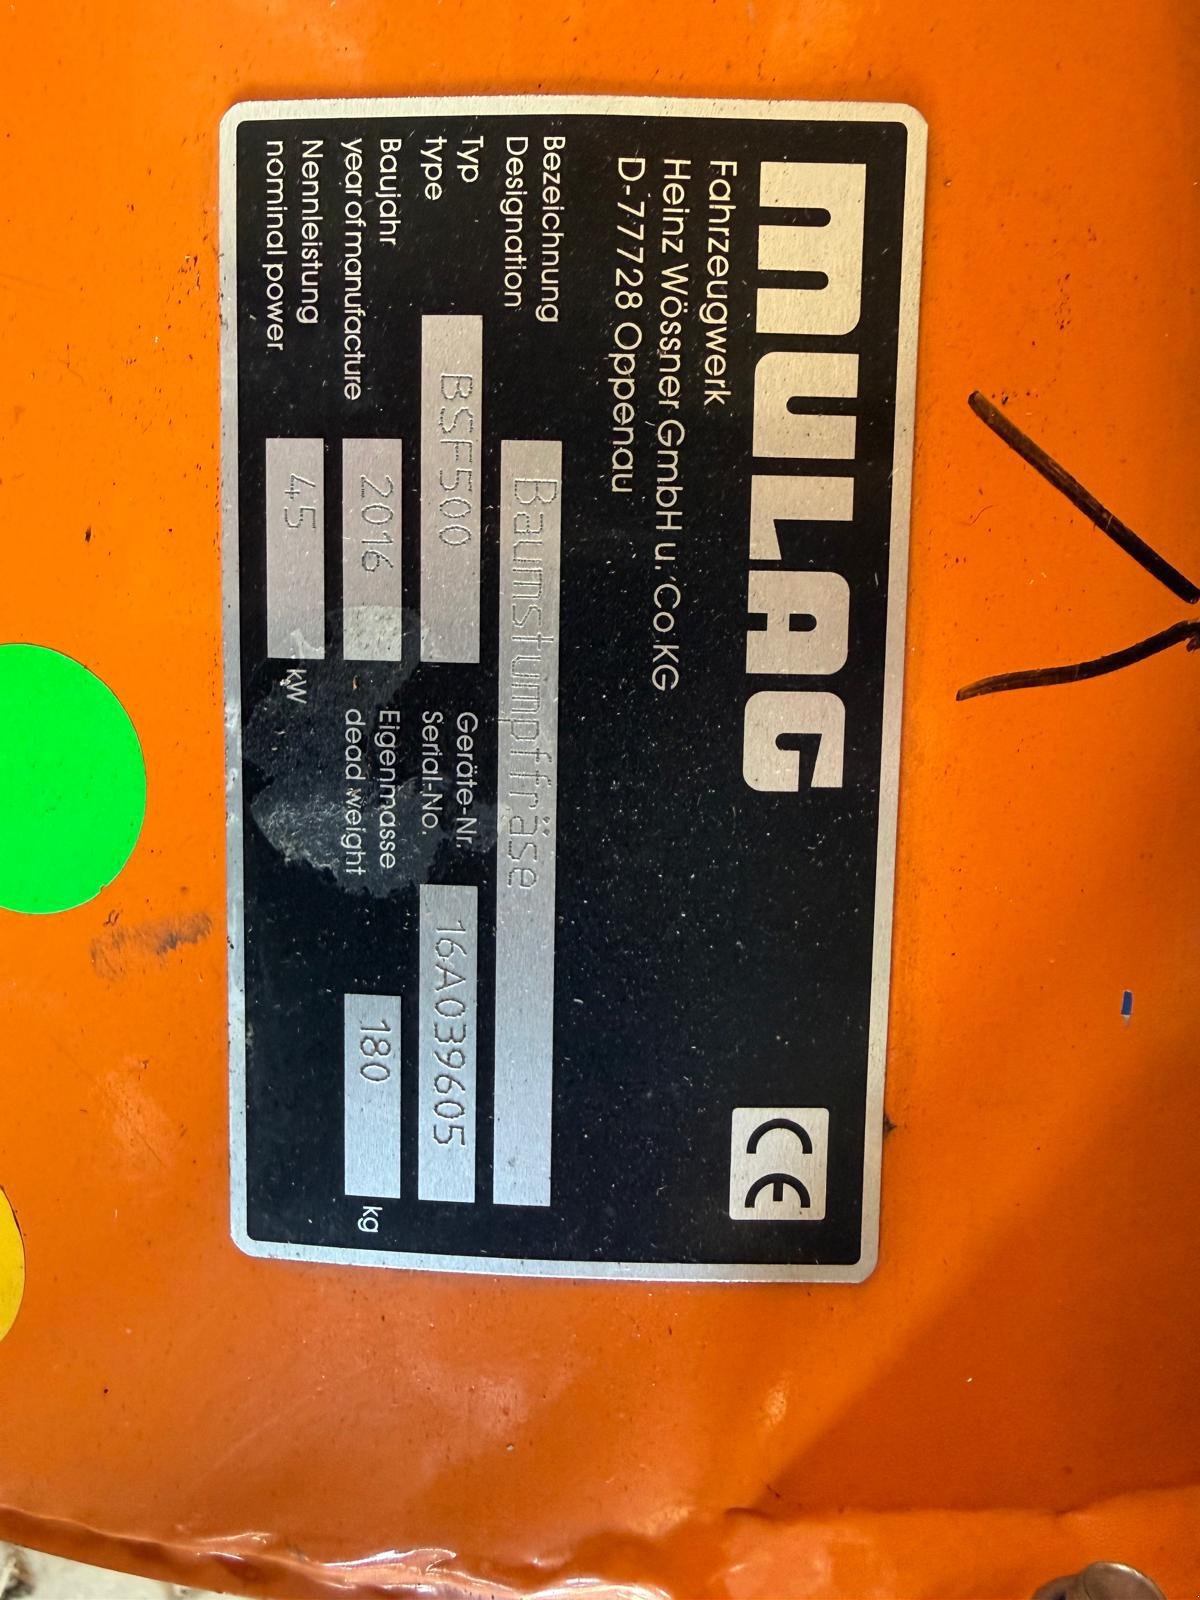 MULAG
Fahrzeugwerk
Heinz Wössner GmbH u. Co KG
D-77728 Oppenau
CE
Bezeichnung
Designation
Baumstumpffräse
Typ
type
BSF500
Geräte-Nr.
Serial-No.
16A039605
Baujahr
year of manufacture
2016
Eigenmasse
dead weight
180 kg
Nennleistung
nominal power
45 kW